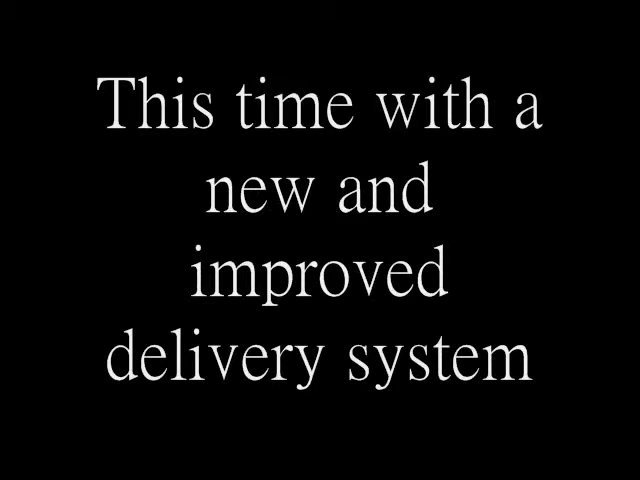 This time with a
new and
improved
delivery system